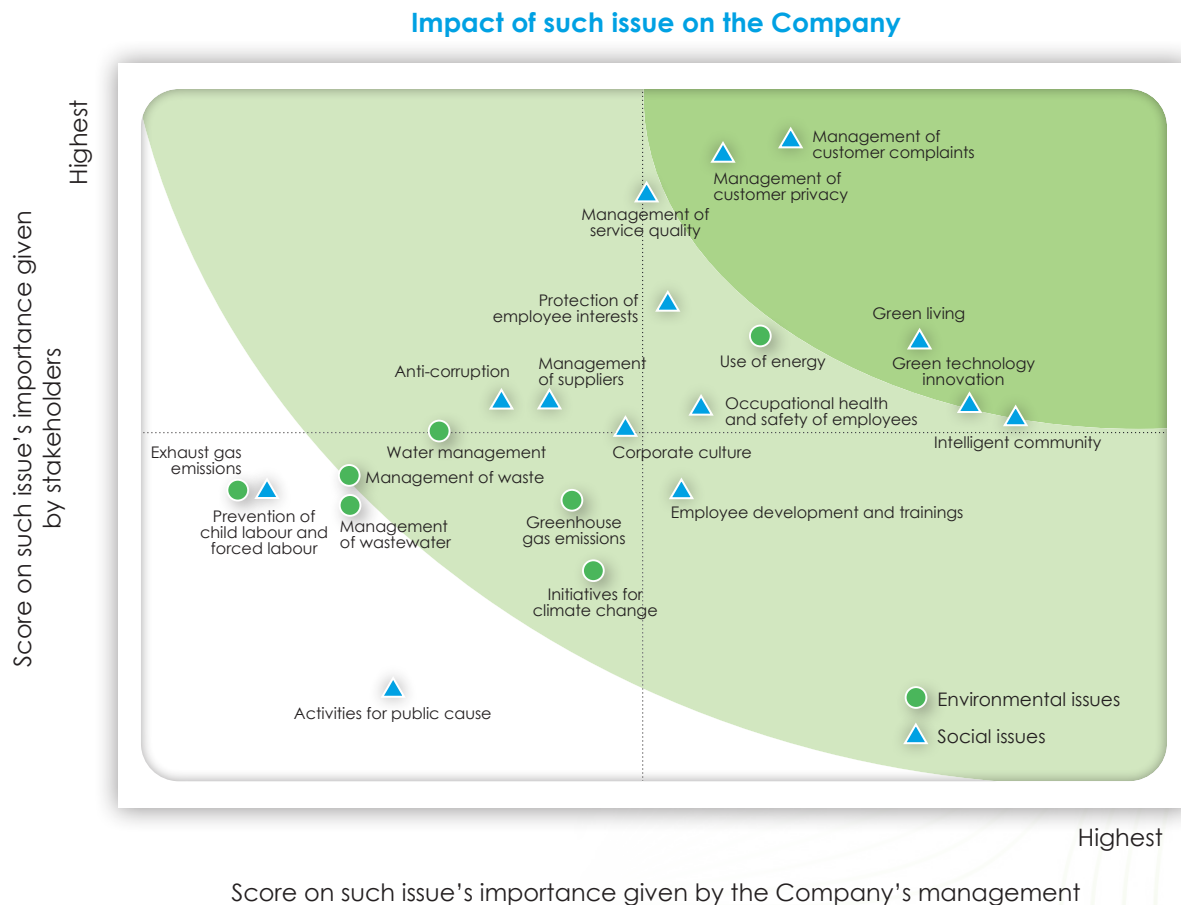 Impact of such issue on the Company
Highest
Score on such issue's importance given
by stakeholders
Management of
customer complaints
Management of
customer privacy
Management of
service quality
Protection of
employee interests
Green living
Use of energy
Green technology
innovation
Anti-corruption
Management
of suppliers
Occupational health
and safety of employees
Intelligent community
Water management
Corporate culture
Exhaust gas
emissions
Management of waste
Prevention of
child labour and
forced labour
Management
of wastewater
Greenhouse
gas emissions
Employee development and trainings
Initiatives for
climate change
Activities for public cause
Environmental issues
Social issues
Highest
Score on such issue's importance given by the Company's management